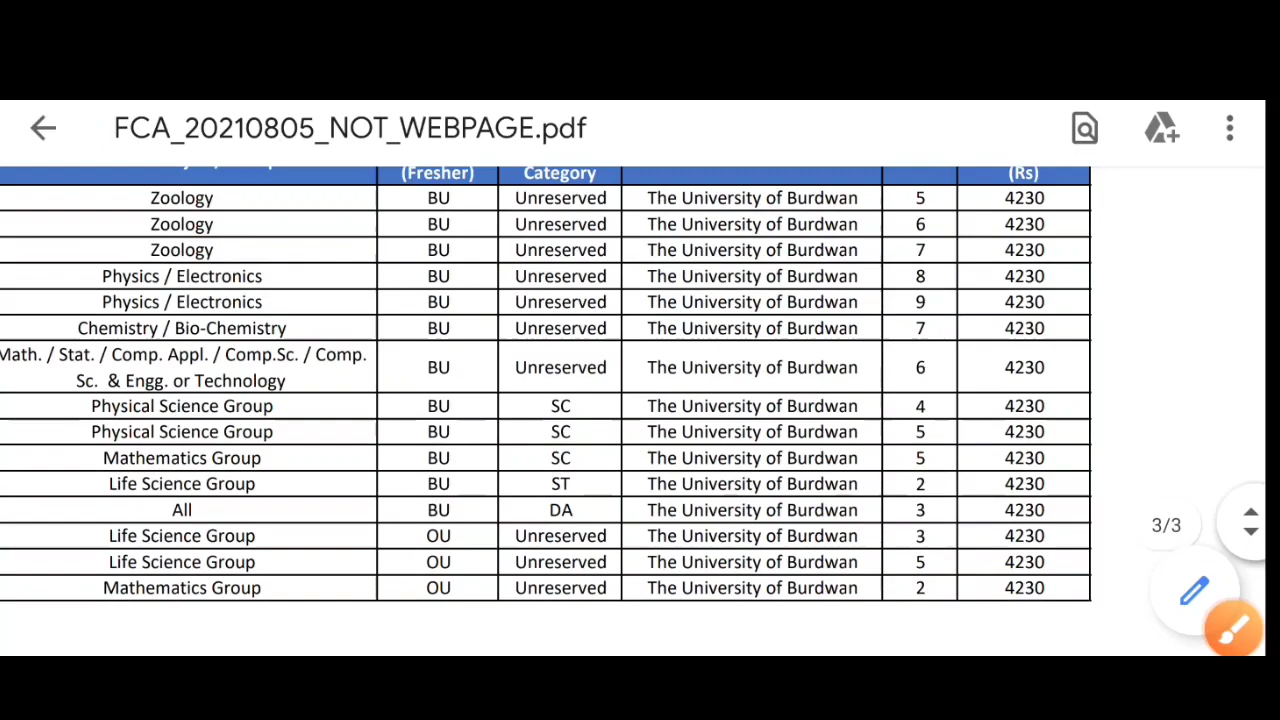 FCA_20210805_NOT_WEBPAGE.pdf
(Fresher) Category (Rs)
Zoology BU Unreserved The University of Burdwan 5 4230
Zoology BU Unreserved The University of Burdwan 6 4230
Zoology BU Unreserved The University of Burdwan 7 4230
Physics / Electronics BU Unreserved The University of Burdwan 8 4230
Physics / Electronics BU Unreserved The University of Burdwan 9 4230
Chemistry / Bio-Chemistry BU Unreserved The University of Burdwan 7 4230
Math. / Stat. / Comp. Appl. / Comp.Sc. / Comp.
Sc. & Engg. or Technology BU Unreserved The University of Burdwan 6 4230
Physical Science Group BU SC The University of Burdwan 4 4230
Physical Science Group BU SC The University of Burdwan 5 4230
Mathematics Group BU SC The University of Burdwan 5 4230
Life Science Group BU ST The University of Burdwan 2 4230
All BU DA The University of Burdwan 3 4230
Life Science Group OU Unreserved The University of Burdwan 3 4230
Life Science Group OU Unreserved The University of Burdwan 5 4230
Mathematics Group OU Unreserved The University of Burdwan 2 4230
3/3